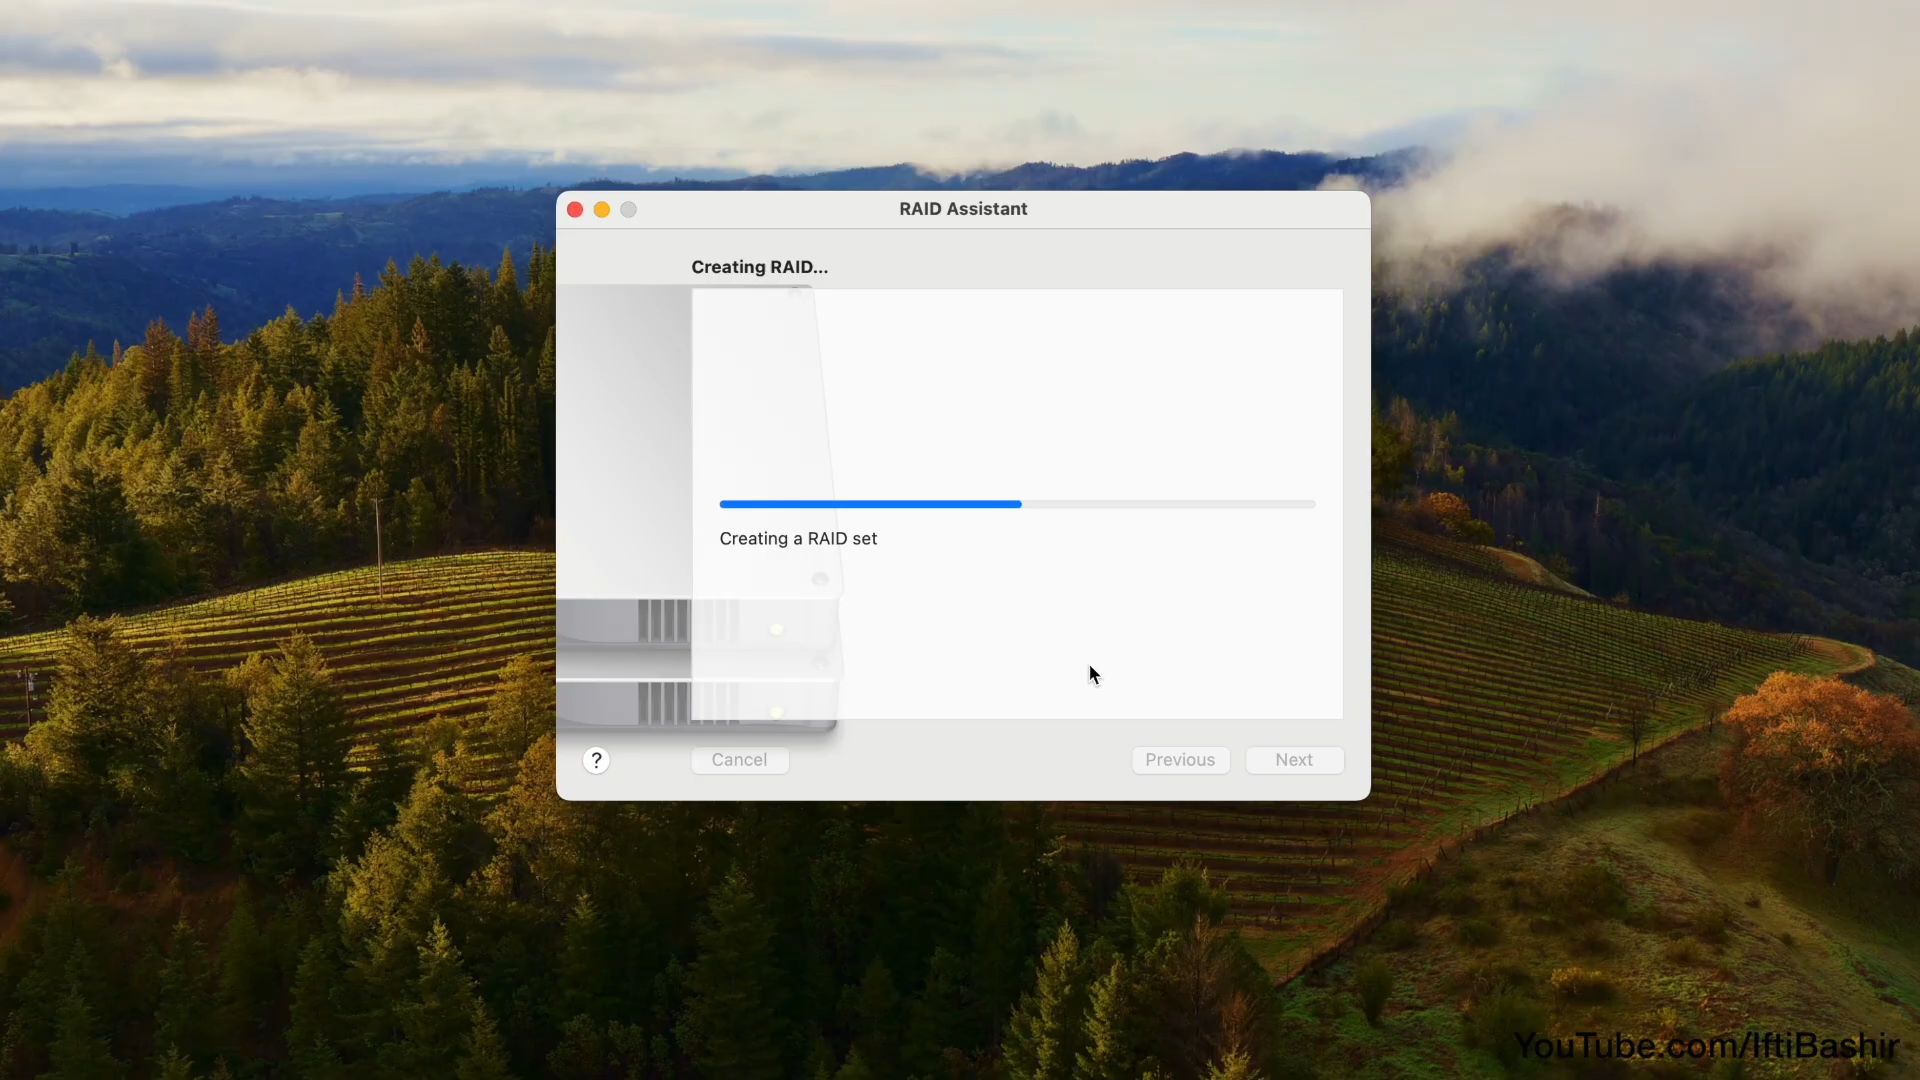 RAID Assistant
Creating RAID...
Creating a RAID set
?
Cancel
Previous
Next
YouTube.com/IftiBashir